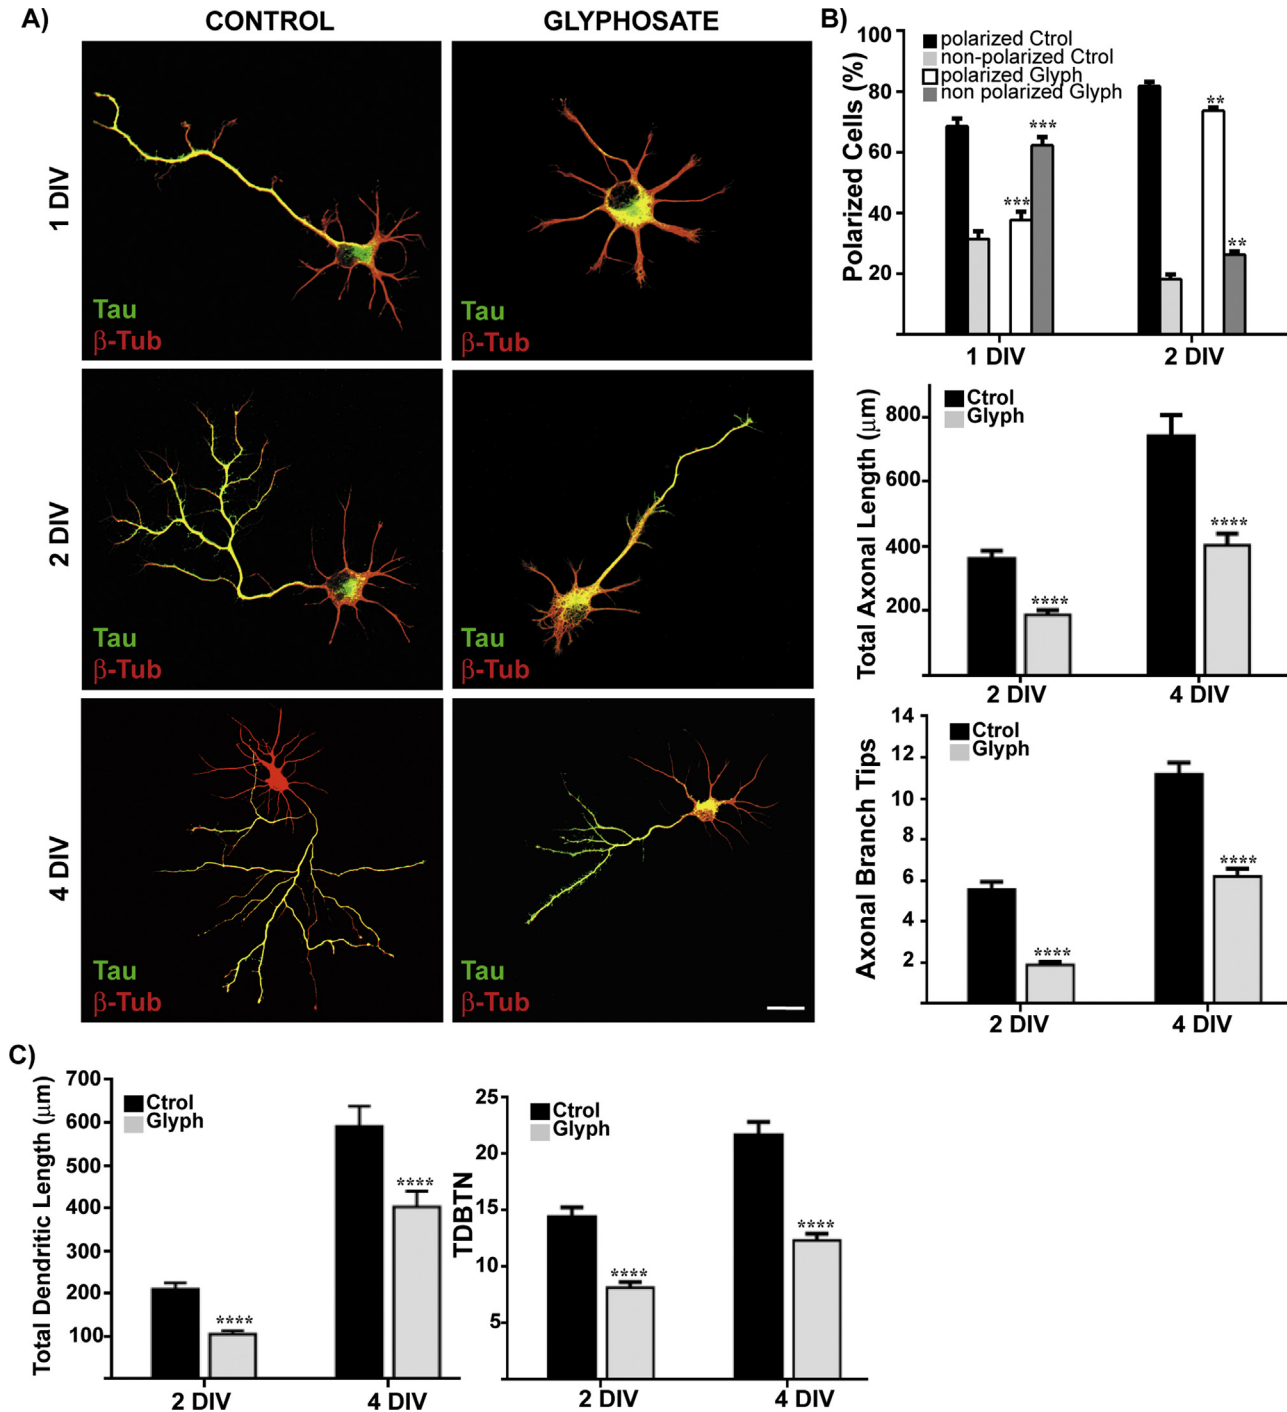 A)
CONTROL
GLYPHOSATE
1 DIV
Tau
β-Tub
Tau
β-Tub
2 DIV
Tau
β-Tub
Tau
β-Tub
4 DIV
Tau
β-Tub
Tau
β-Tub
B)
Polarized Cells (%)
100
80
60
40
20
polarized Ctrol
non-polarized Ctrol
polarized Glyph
non polarized Glyph
***
***
**
**
1 DIV
2 DIV
Total Axonal Length (μm)
800
600
400
200
Ctrol
Glyph
****
****
2 DIV
4 DIV
Axonal Branch Tips
14
12
10
8
6
4
2
Ctrol
Glyph
****
****
2 DIV
4 DIV
C)
Total Dendritic Length (μm)
700
600
500
400
300
200
100
Ctrol
Glyph
****
****
2 DIV
4 DIV
TDBTN
25
20
15
10
5
Ctrol
Glyph
****
****
2 DIV
4 DIV